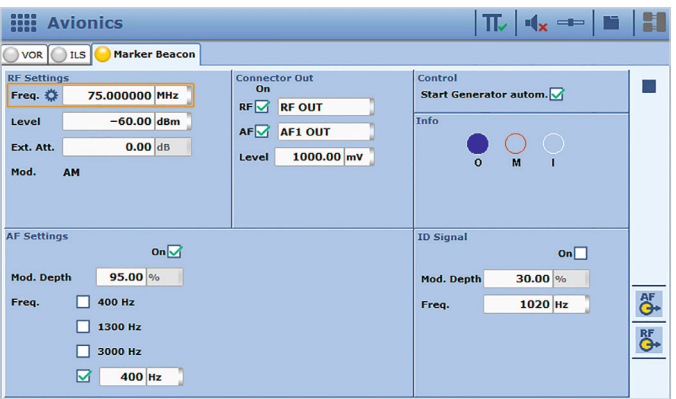 Avionics
VOR ILS Marker Beacon
RF Settings
Freq. 75.000000 MHz
Level −60.00 dBm
Ext. Att. 0.00 dB
Mod. AM
Connector Out
On
RF RF OUT
AF AF1 OUT
Level 1000.00 mV
Control
Start Generator autom.
Info
O M I
AF Settings
On
Mod. Depth 95.00 %
Freq. 400 Hz
1300 Hz
3000 Hz
400 Hz
ID Signal
On
Mod. Depth 30.00 %
Freq. 1020 Hz
AF
RF